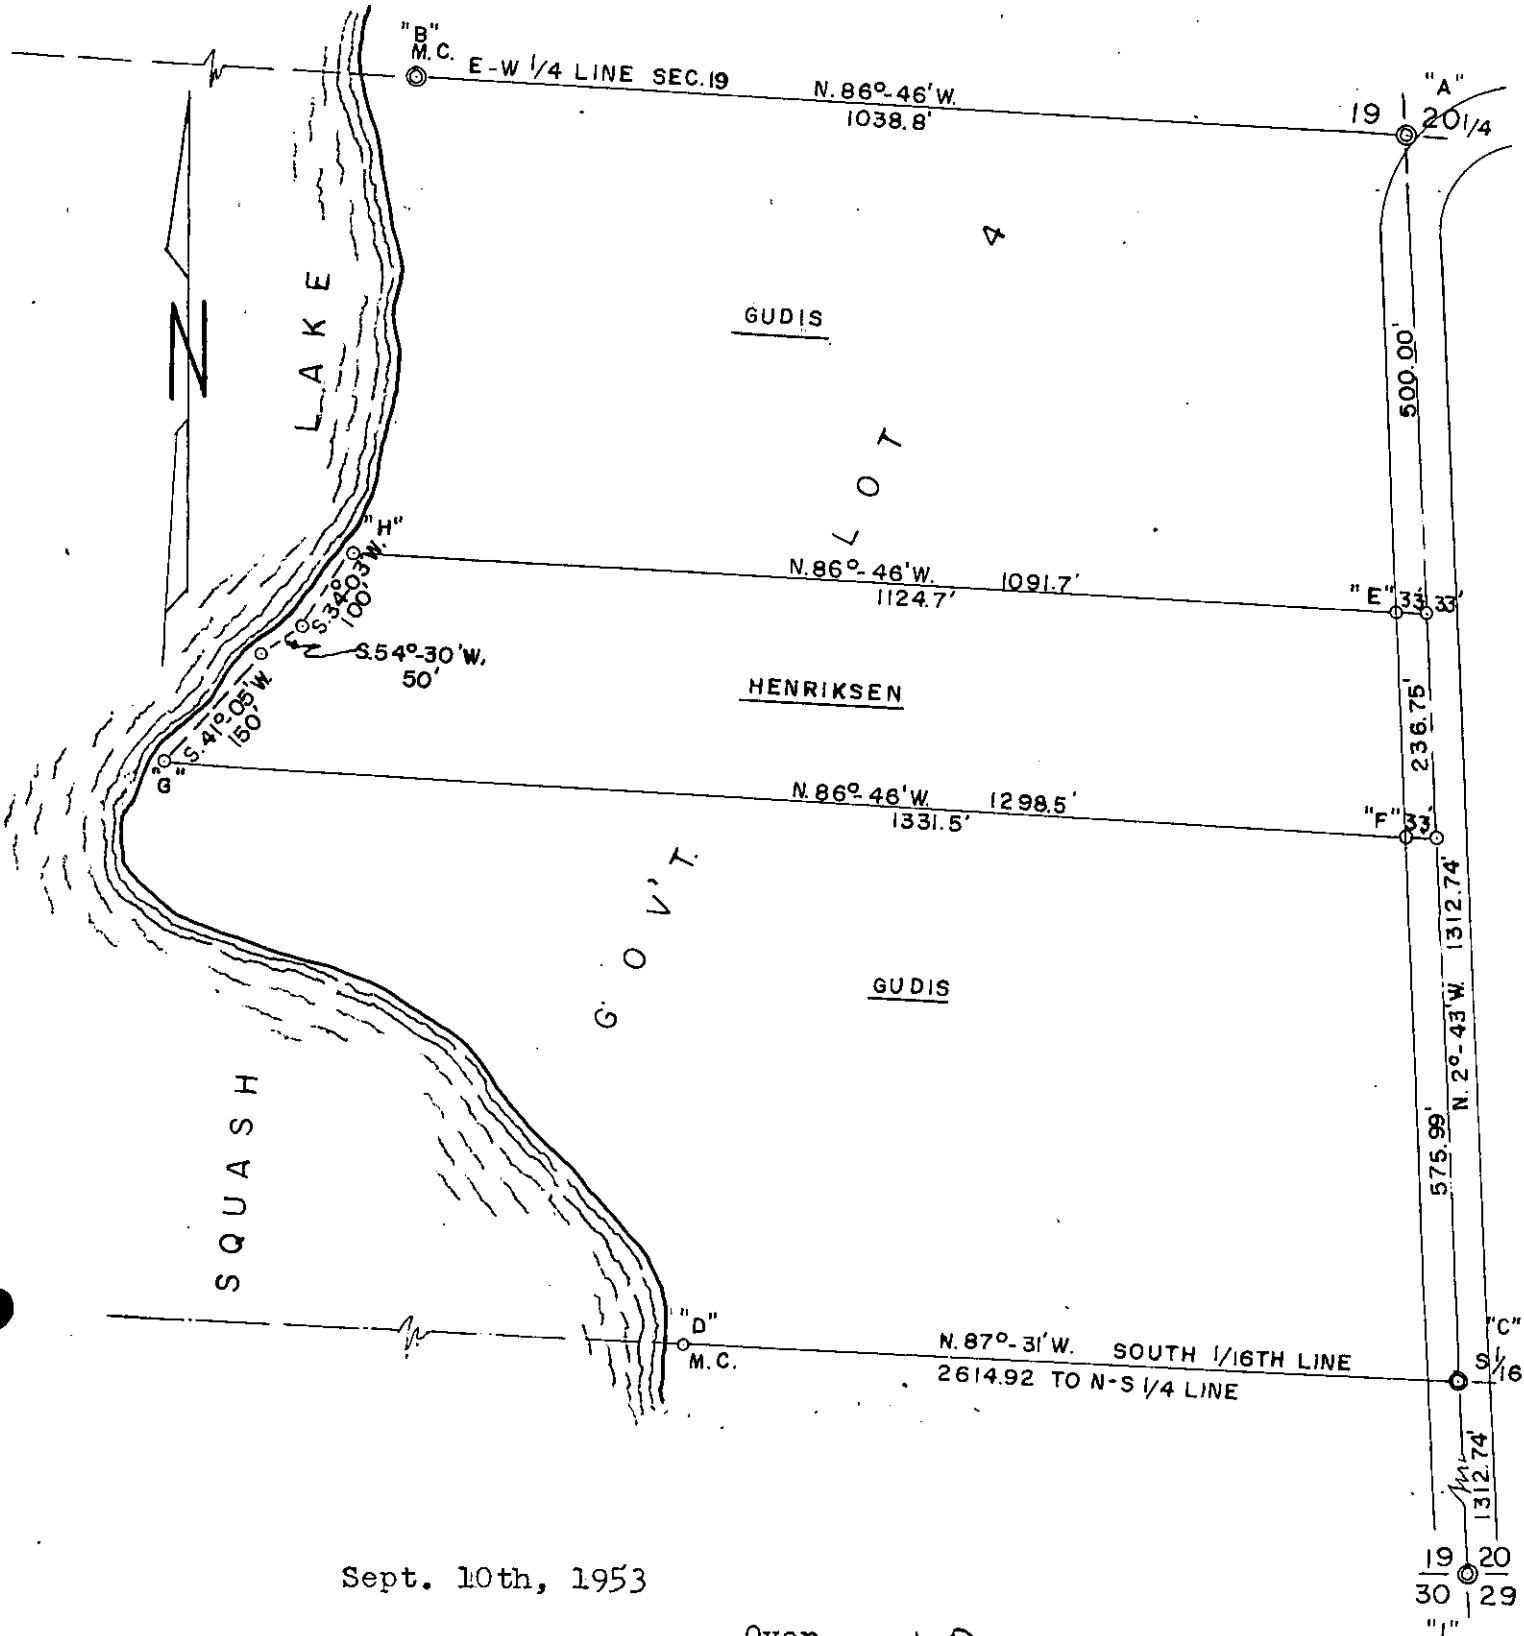 "B"
M.C.
E-W 1/4 LINE SEC.19
N. 86°-46'W.
1038.8'
"A"
19
20 1/4
4
LAKE
N
GUDIS
500.00'
LOT
"H"
N. 86°-46'W. 1091.7'
1124.7'
"E" 33' 33'
S. 34°-03'W.
100'
S.54°-30'W.
50'
S. 41°-05'W.
150'
HENRIKSEN
236.75'
"G"
N. 86°-46'W. 1298.5'
1331.5'
"F" 33'
GOV'T.
GUDIS
N. 2°-43'W. 1312.74'
575.99'
SQUASH
"D"
M.C.
N. 87°-31'W. SOUTH 1/16TH LINE
2614.92 TO N-S 1/4 LINE
"C"
S 1/16
1312.74'
19 20
30 29
"I"
Sept. 10th, 1953